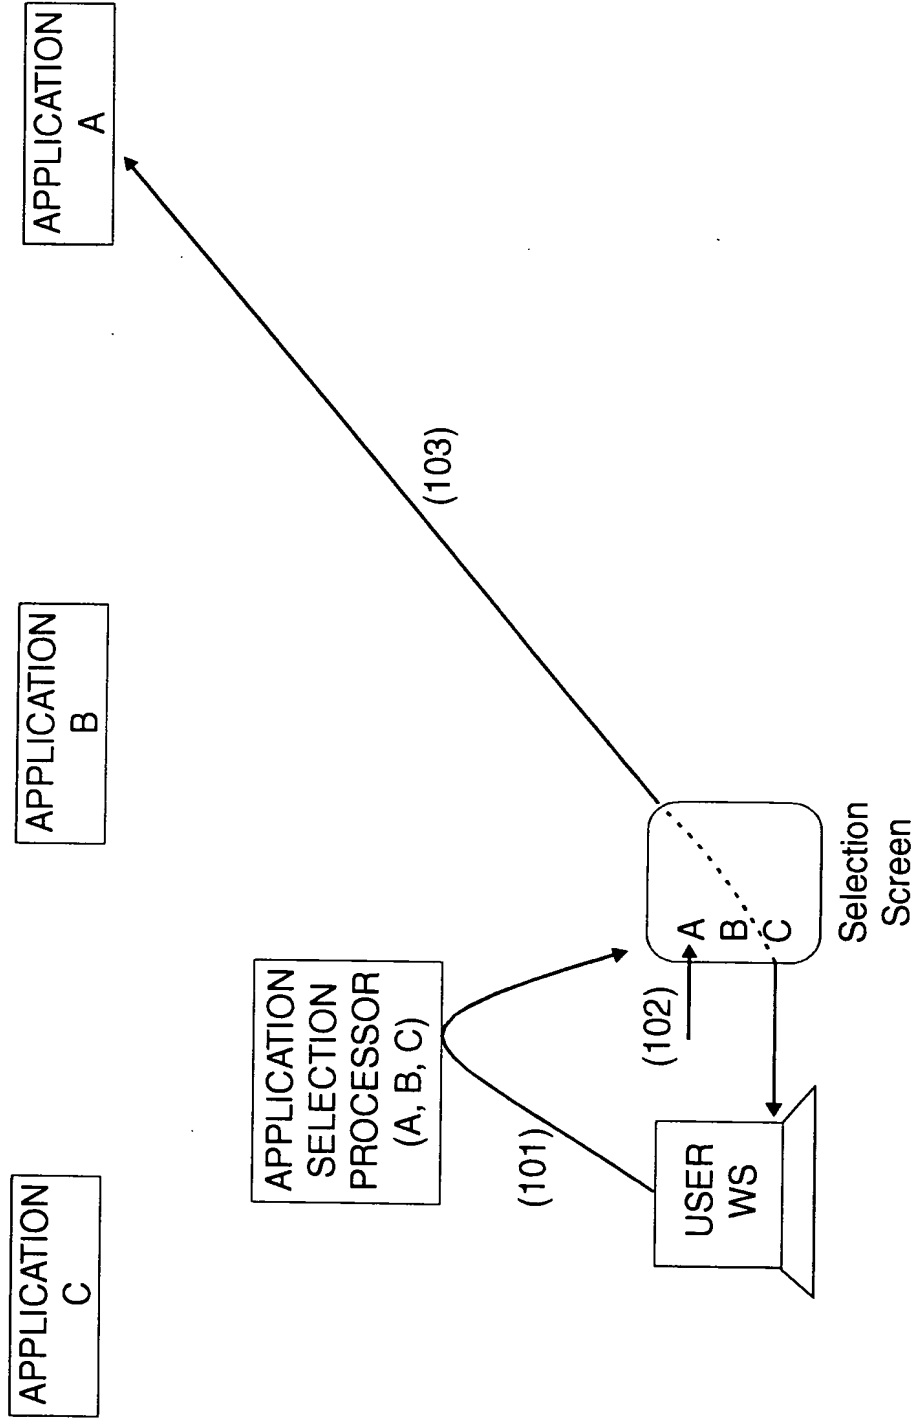 APPLICATION
C
APPLICATION
B
APPLICATION
A
APPLICATION
SELECTION
PROCESSOR
(A, B, C)
(101)
(103)
(102)
A
B
C
USER
WS
Selection
Screen